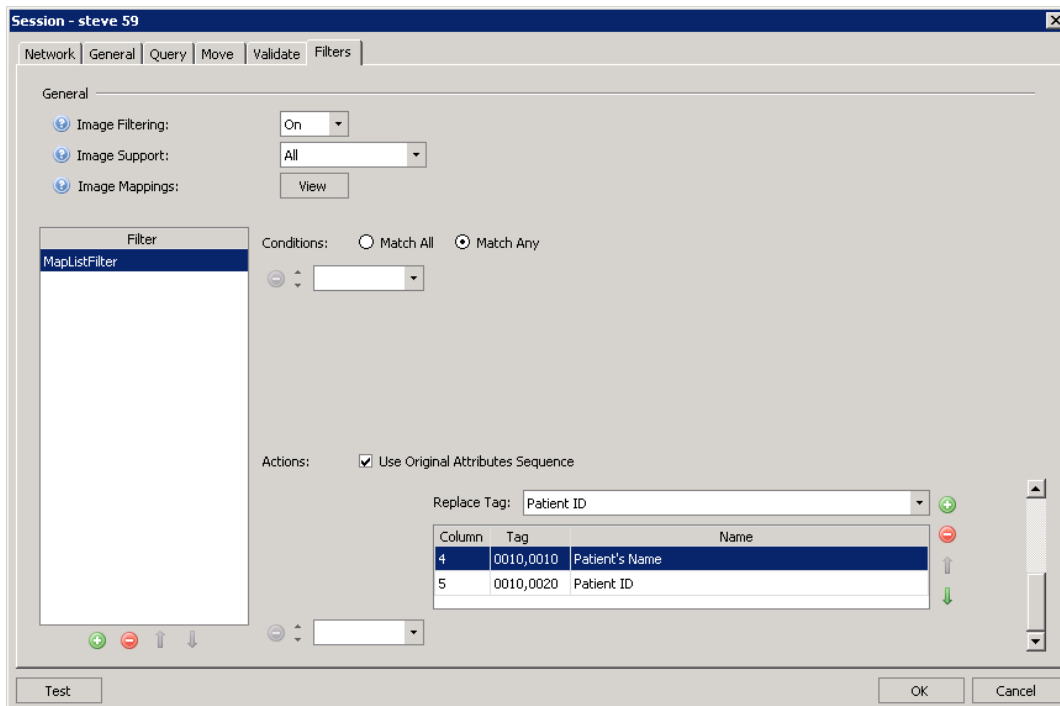 Session - steve 59
Network General Query Move Validate Filters
General
Image Filtering: On
Image Support: All
Image Mappings: View
Filter
MapListFilter
Conditions: Match All Match Any
Actions: Use Original Attributes Sequence
Replace Tag: Patient ID
Column Tag Name
4 0010,0010 Patient's Name
5 0010,0020 Patient ID
Test OK Cancel